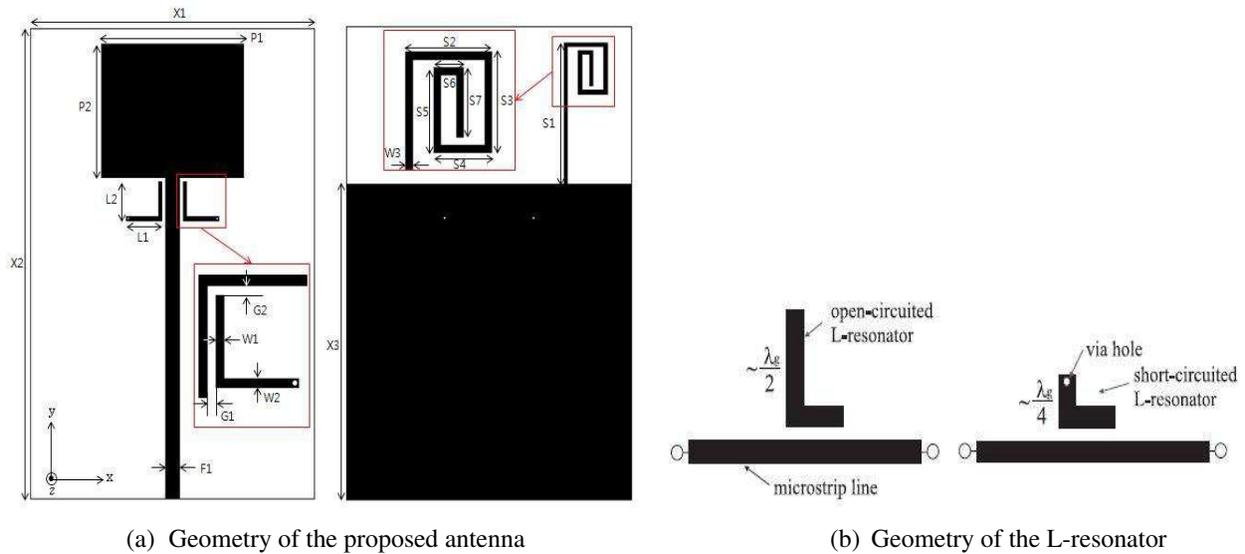 X1
P1
P2
L2
L1
X2
G2
W1
W2
G1
F1
y
x
z
S2
S6
S7
S3
S5
S4
W3
S1
X3
open-circuited
L-resonator
~λg/2
microstrip line
via hole
short-circuited
L-resonator
~λg/4
(a) Geometry of the proposed antenna
(b) Geometry of the L-resonator